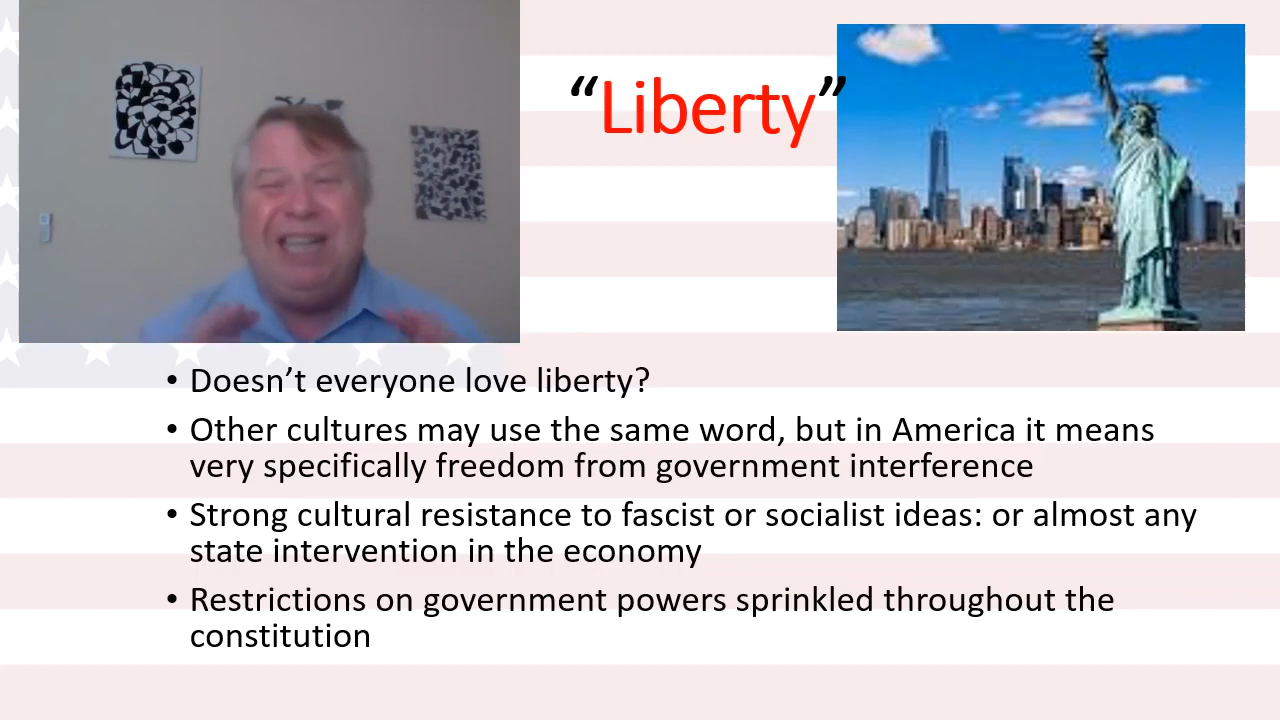 “Liberty”
• Doesn’t everyone love liberty?
• Other cultures may use the same word, but in America it means
very specifically freedom from government interference
• Strong cultural resistance to fascist or socialist ideas: or almost any
state intervention in the economy
• Restrictions on government powers sprinkled throughout the
constitution